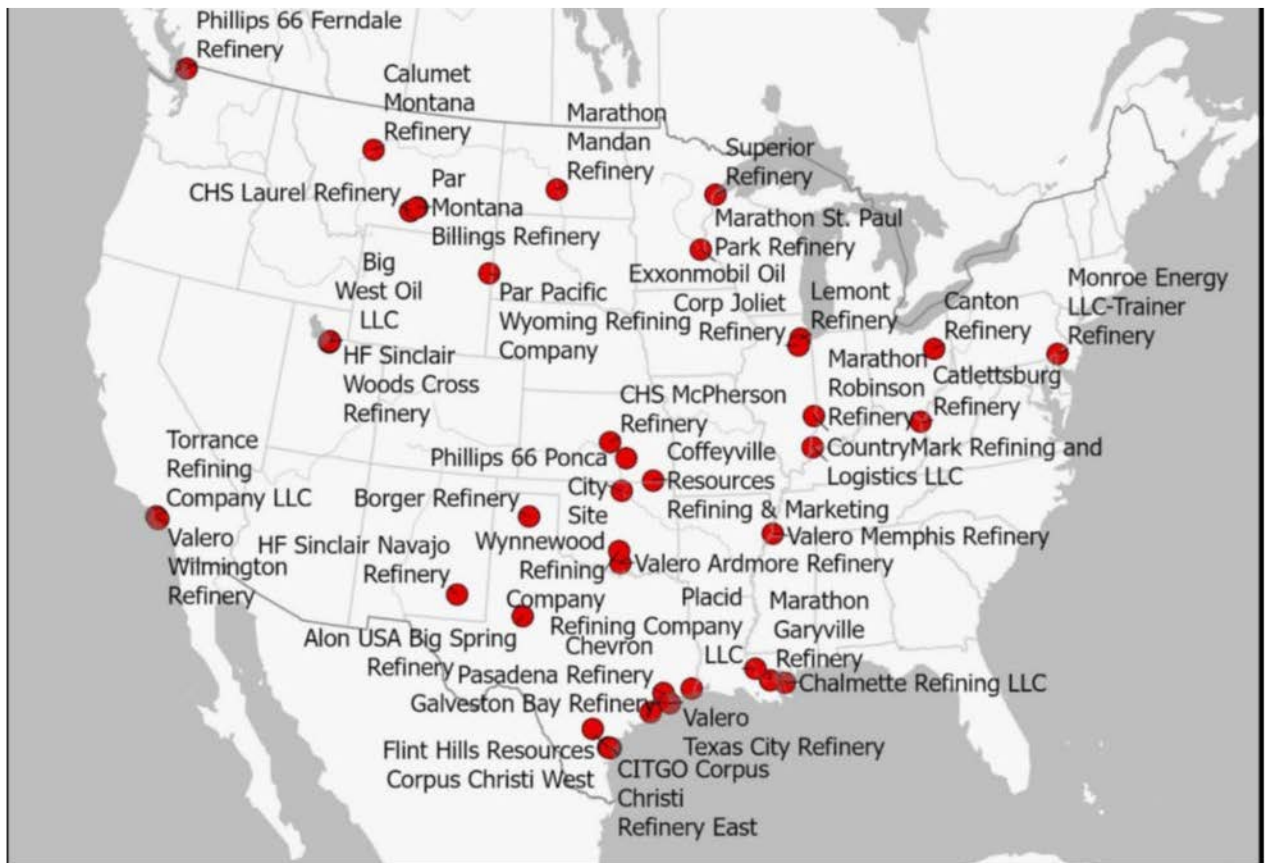 Phillips 66 Ferndale
Refinery
Calumet
Montana
Refinery
Marathon
Mandan
Refinery
Superior
Refinery
CHS Laurel Refinery
Par
Montana
Billings Refinery
Marathon St. Paul
Park Refinery
Big
West Oil
LLC
Par Pacific
Wyoming Refining
Company
Exxonmobil Oil
Corp Joliet
Refinery
Lemont
Refinery
Canton
Refinery
Monroe Energy
LLC-Trainer
Refinery
HF Sinclair
Woods Cross
Refinery
Marathon
Robinson
Refinery
Catlettsburg
Refinery
CHS McPherson
Refinery
CountryMark Refining and
Logistics LLC
Torrance
Refining
Company LLC
Phillips 66 Ponca
City
Site
Coffeyville
Resources
Refining & Marketing
Borger Refinery
Valero
Wilmington
Refinery
HF Sinclair Navajo
Refinery
Wynnewood
Refining
Company
Valero Ardmore Refinery
Valero Memphis Refinery
Alon USA Big Spring
Refinery
Placid
Refining Company
LLC
Marathon
Garyville
Refinery
Chevron
Pasadena Refinery
Chalmette Refining LLC
Galveston Bay Refinery
Valero
Texas City Refinery
Flint Hills Resources
Corpus Christi West
CITGO Corpus
Christi
Refinery East